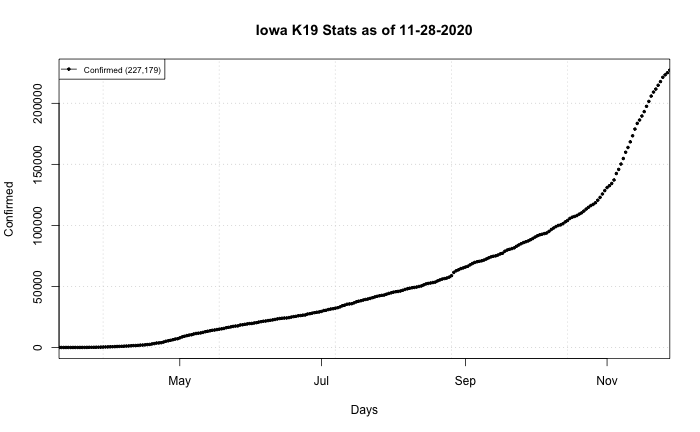 Iowa K19 Stats as of 11-28-2020
Confirmed (227,179)
200000
150000
100000
50000
0
Confirmed
May Jul Sep Nov
Days